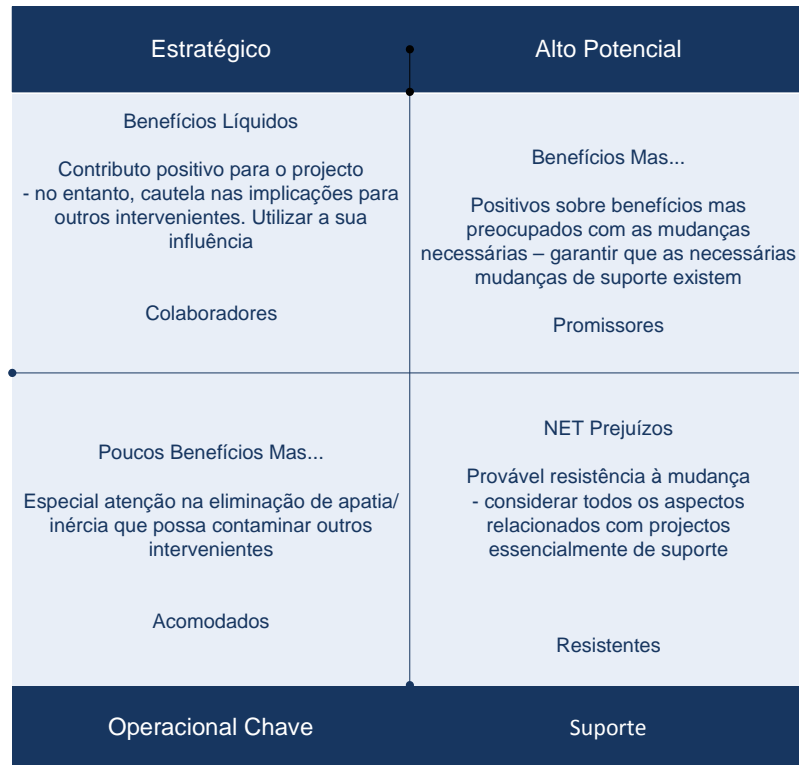 Estratégico
Alto Potencial
Benefícios Líquidos
Contributo positivo para o projecto
- no entanto, cautela nas implicações para
outros intervenientes. Utilizar a sua
influência
Colaboradores
Benefícios Mas...
Positivos sobre benefícios mas
preocupados com as mudanças
necessárias – garantir que as necessárias
mudanças de suporte existem
Promissores
Poucos Benefícios Mas...
Especial atenção na eliminação de apatia/
inércia que possa contaminar outros
intervenientes
Acomodados
NET Prejuízos
Provável resistência à mudança
- considerar todos os aspectos
relacionados com projectos
essencialmente de suporte
Resistentes
Operacional Chave
Suporte